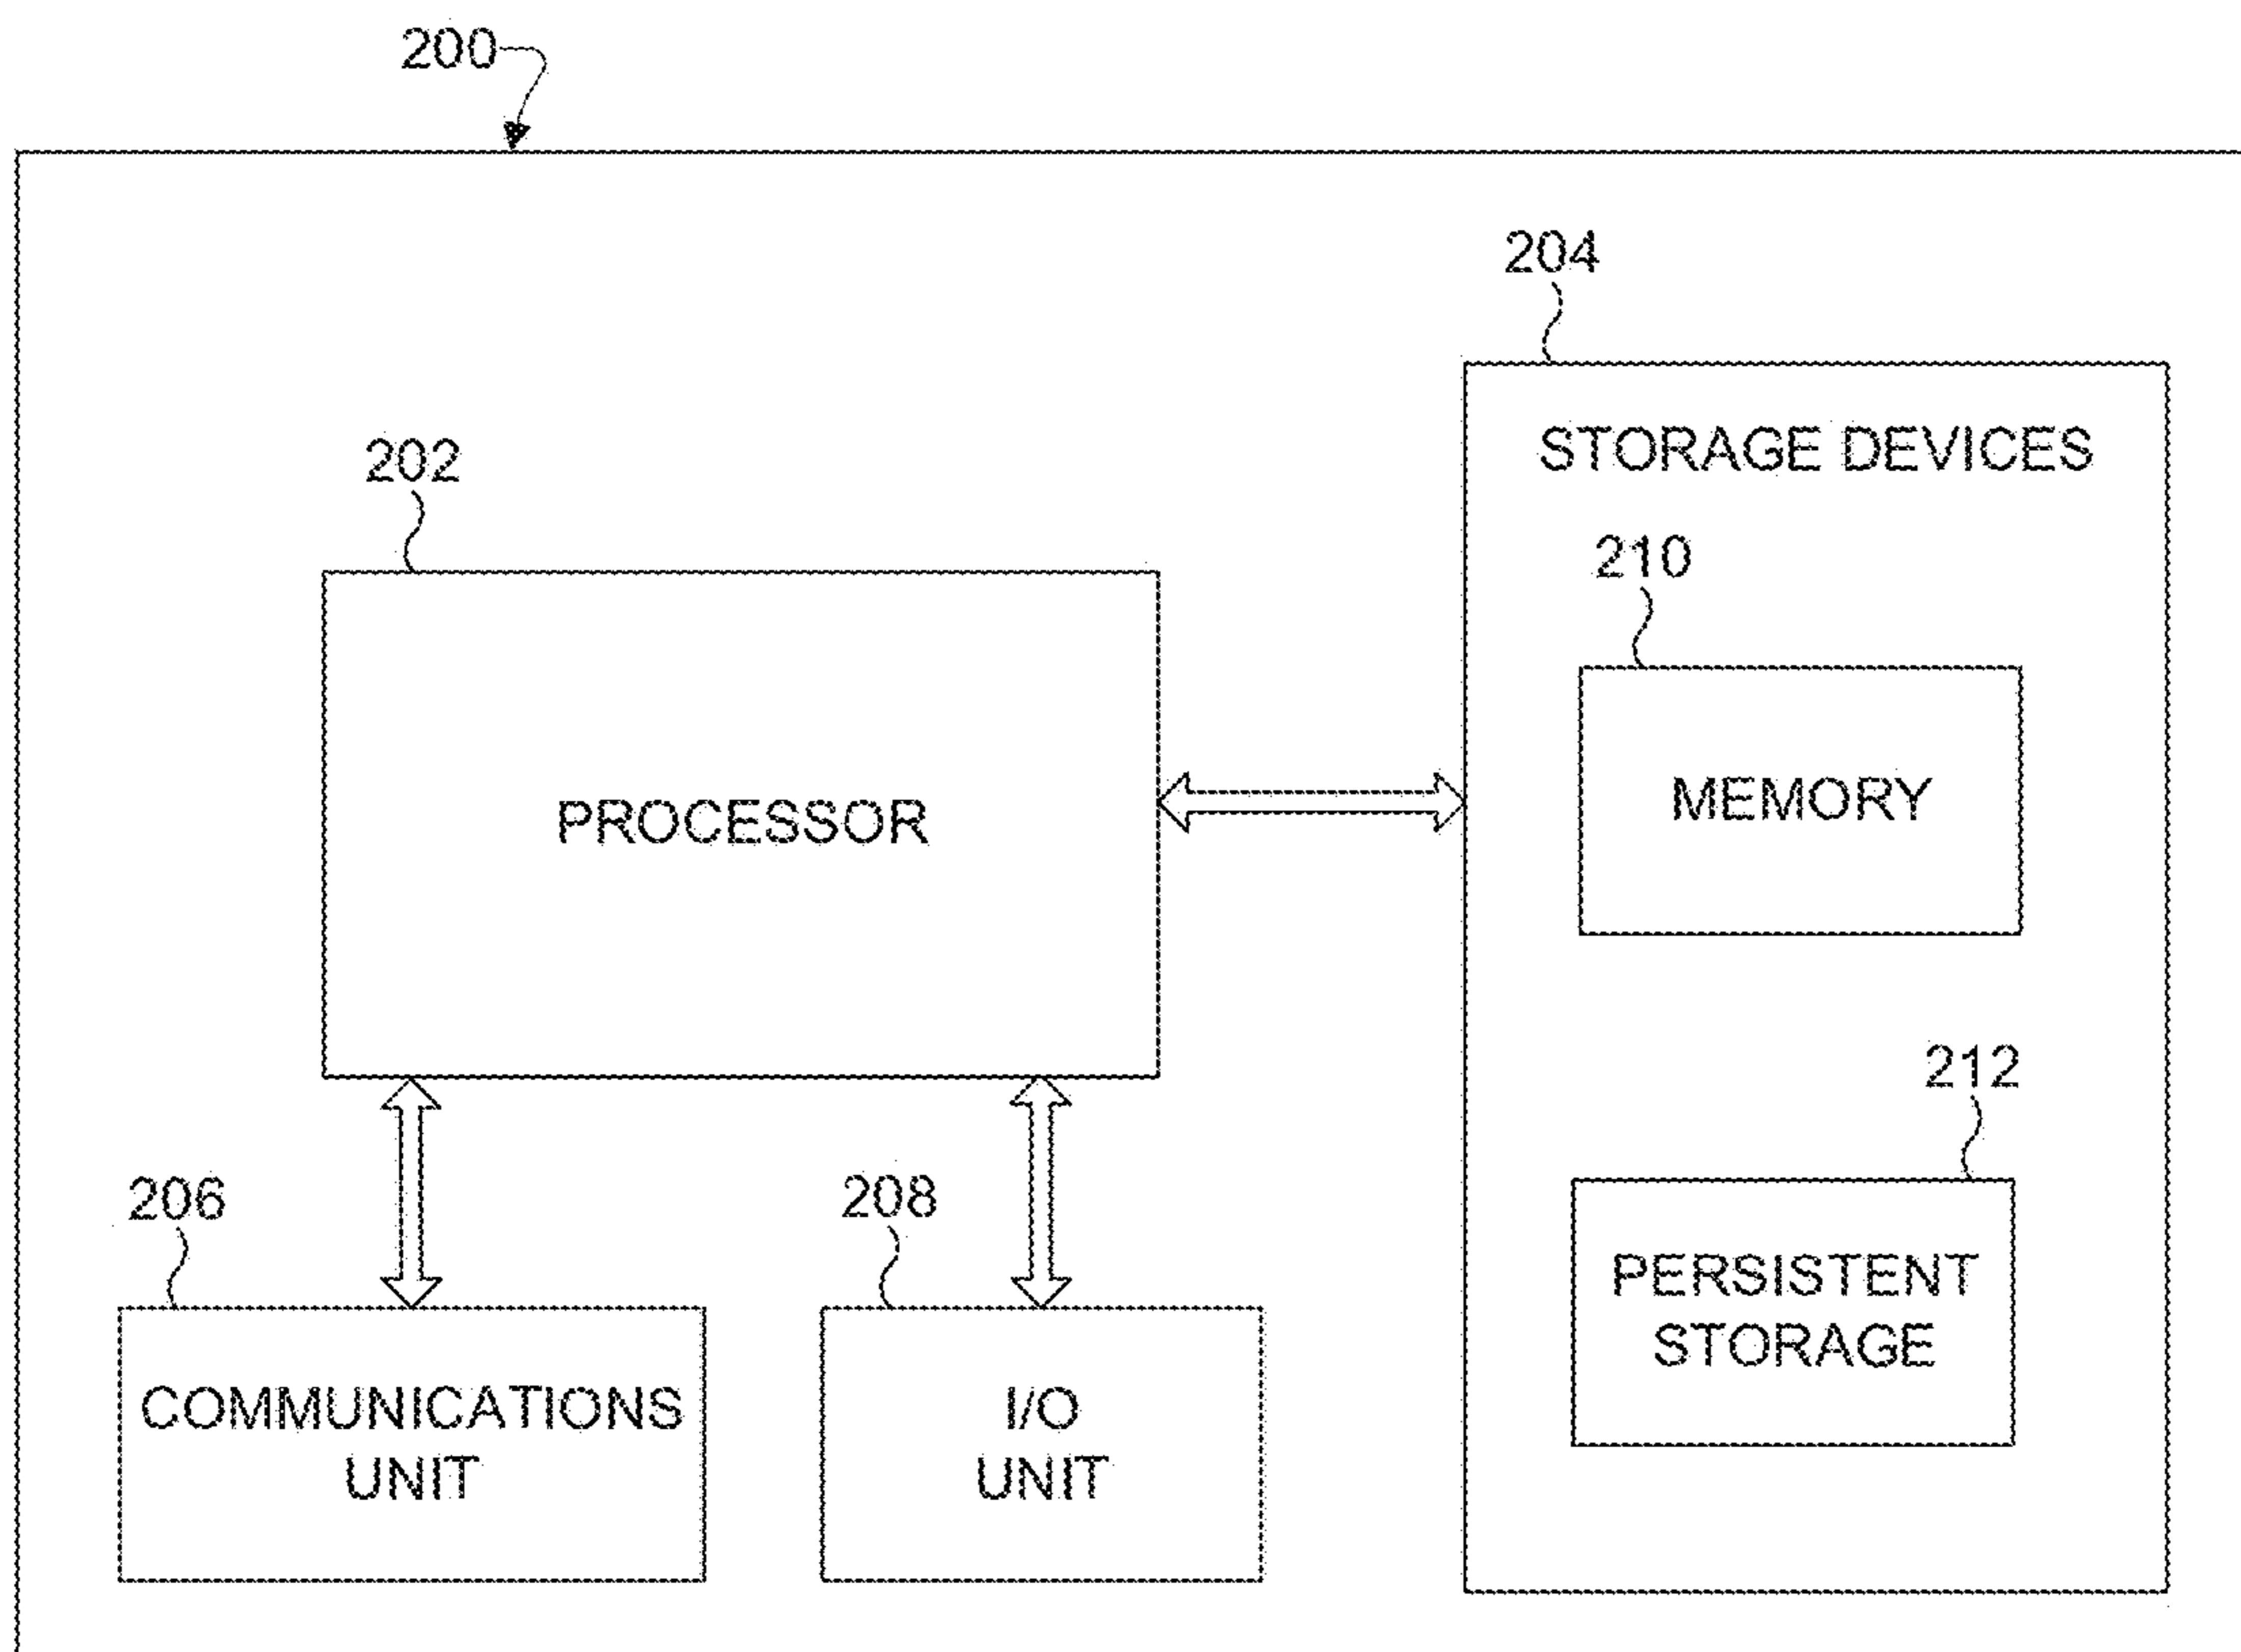 200
204
STORAGE DEVICES
202
210
PROCESSOR
MEMORY
212
206
208
PERSISTENT
STORAGE
COMMUNICATIONS
UNIT
I/O
UNIT